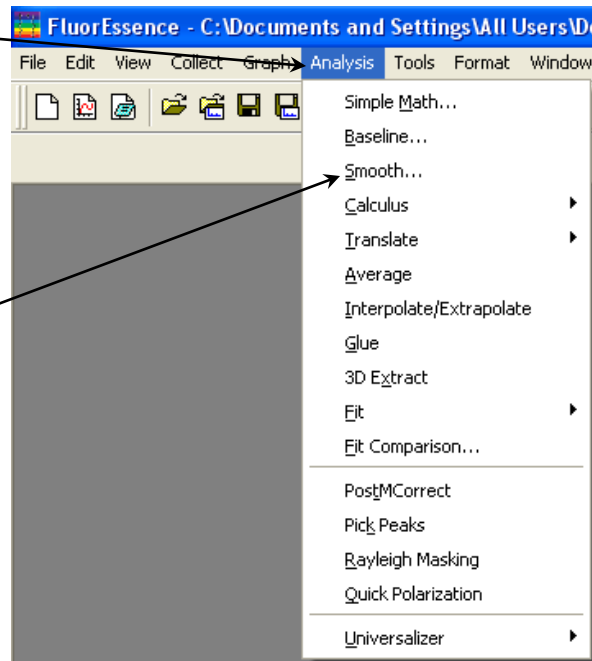 FluorEssence - C:\Documents and Settings\All Users\D
File Edit View Collect Graph Analysis Tools Format Window
Simple Math...
Baseline...
Smooth...
Calculus
Translate
Average
Interpolate/Extrapolate
Glue
3D Extract
Fit
Fit Comparison...
PostMCorrect
Pick Peaks
Rayleigh Masking
Quick Polarization
Universalizer